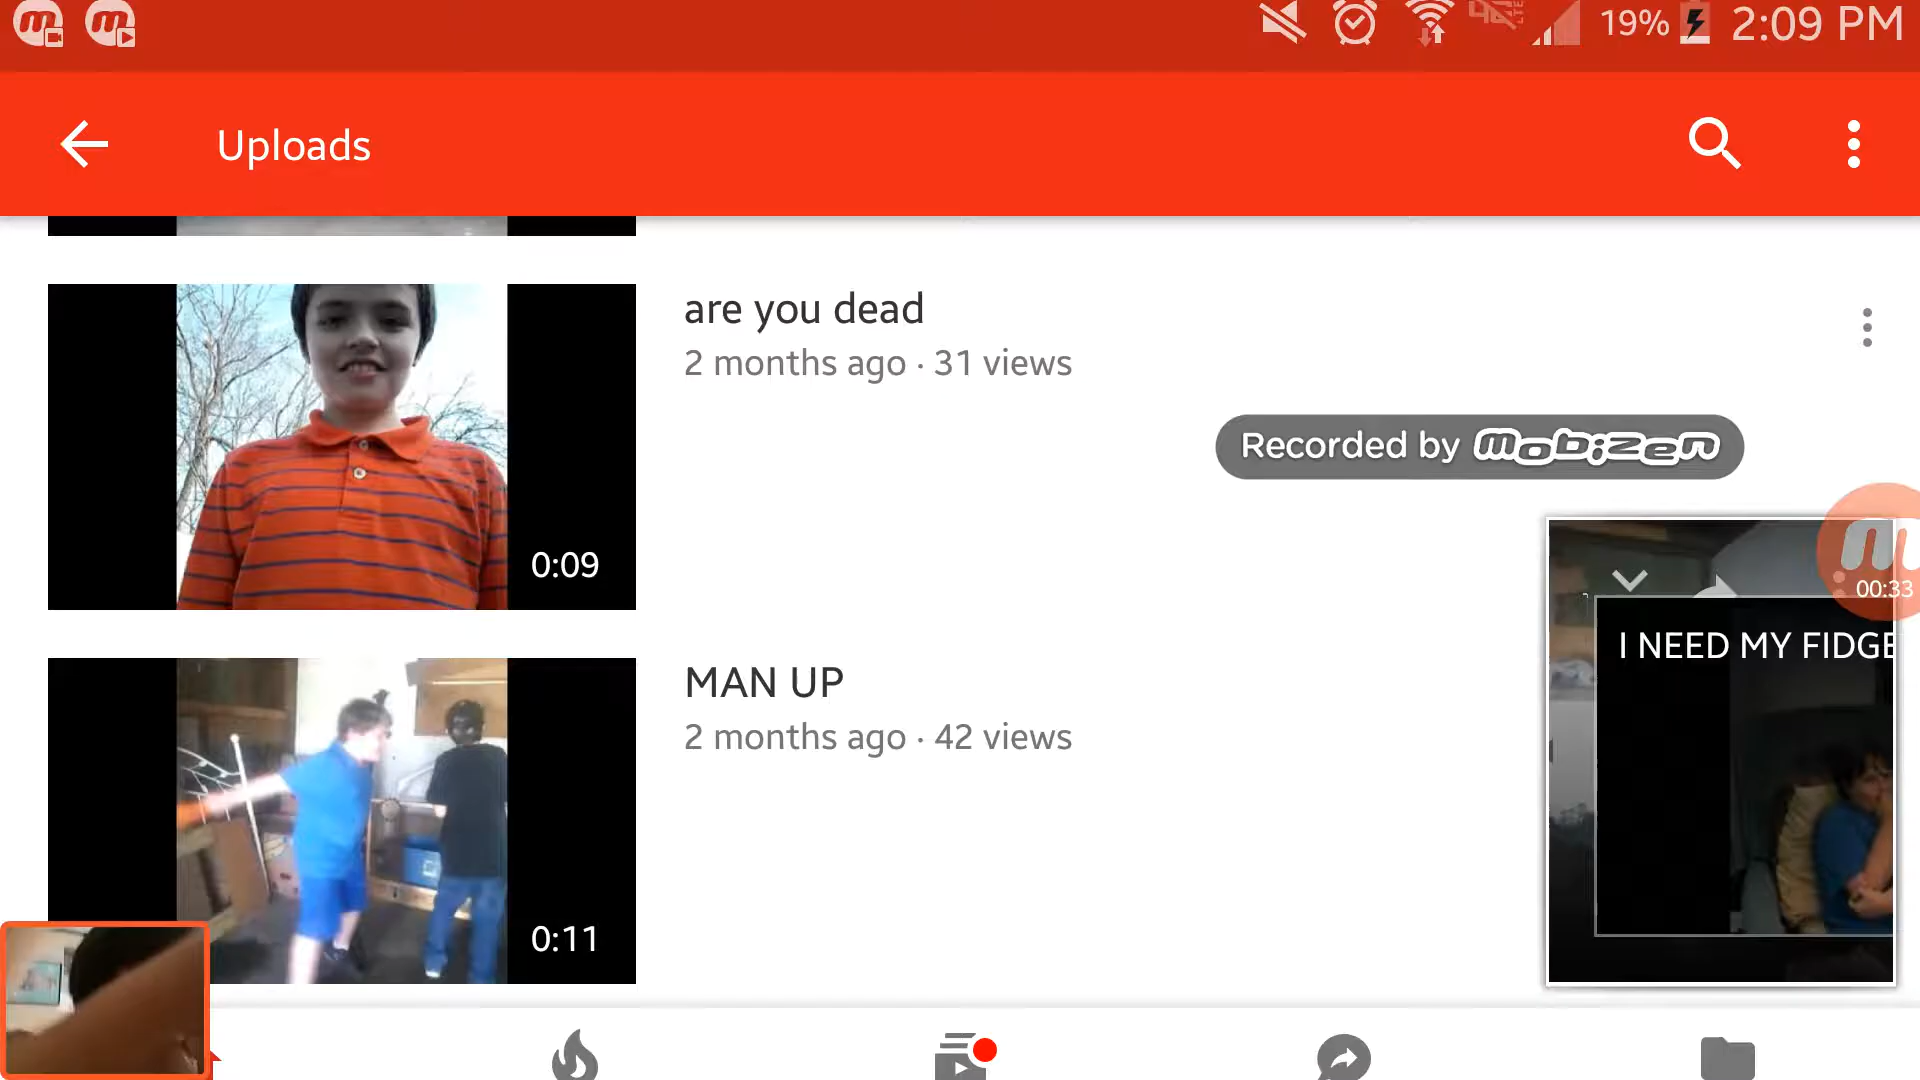 19% 2:09 PM
Uploads
are you dead
2 months ago · 31 views
Recorded by mobizen
0:09
00:33
I NEED MY FIDGE
MAN UP
2 months ago · 42 views
0:11